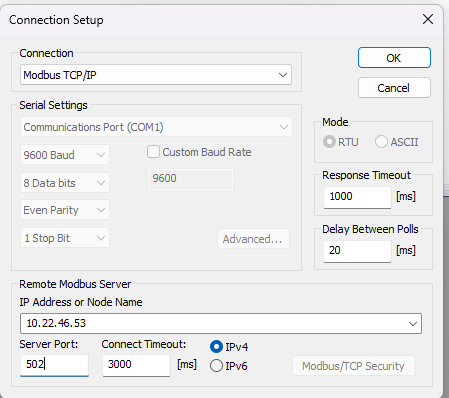 Connection Setup
Connection
OK
Modbus TCP/IP
Cancel
Serial Settings
Communications Port (COM1)
Mode
RTU
ASCII
9600 Baud
Custom Baud Rate
8 Data bits
9600
Response Timeout
1000 [ms]
Even Parity
1 Stop Bit
Advanced...
Delay Between Polls
20 [ms]
Remote Modbus Server
IP Address or Node Name
10.22.46.53
Server Port:
Connect Timeout:
IPv4
502
3000 [ms]
IPv6
Modbus/TCP Security